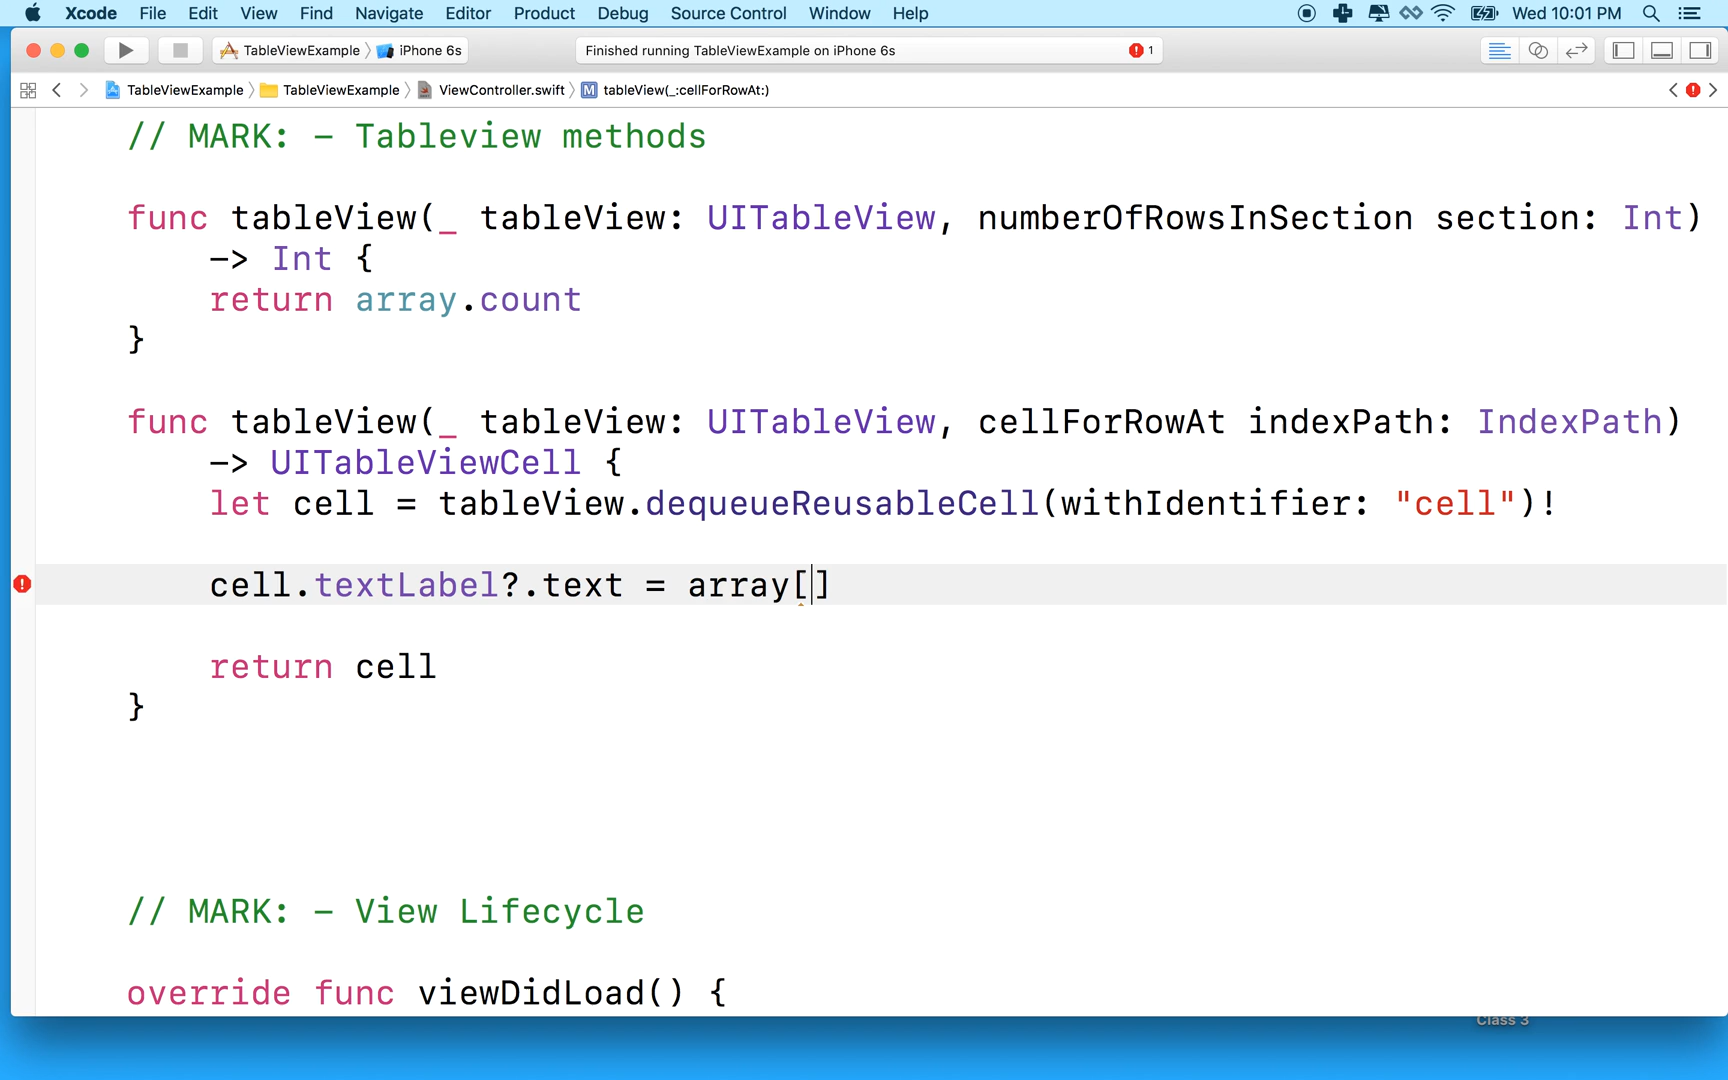 Xcode File Edit View Find Navigate Editor Product Debug Source Control Window Help Wed 10:01 PM
TableViewExample iPhone 6s Finished running TableViewExample on iPhone 6s 1
TableViewExample TableViewExample ViewController.swift M tableView(_:cellForRowAt:)
// MARK: - Tableview methods
func tableView(_ tableView: UITableView, numberOfRowsInSection section: Int)
-> Int {
return array.count
}
func tableView(_ tableView: UITableView, cellForRowAt indexPath: IndexPath)
-> UITableViewCell {
let cell = tableView.dequeueReusableCell(withIdentifier: "cell")!
cell.textLabel?.text = array[]
return cell
}
// MARK: - View Lifecycle
override func viewDidLoad() {
Class 3